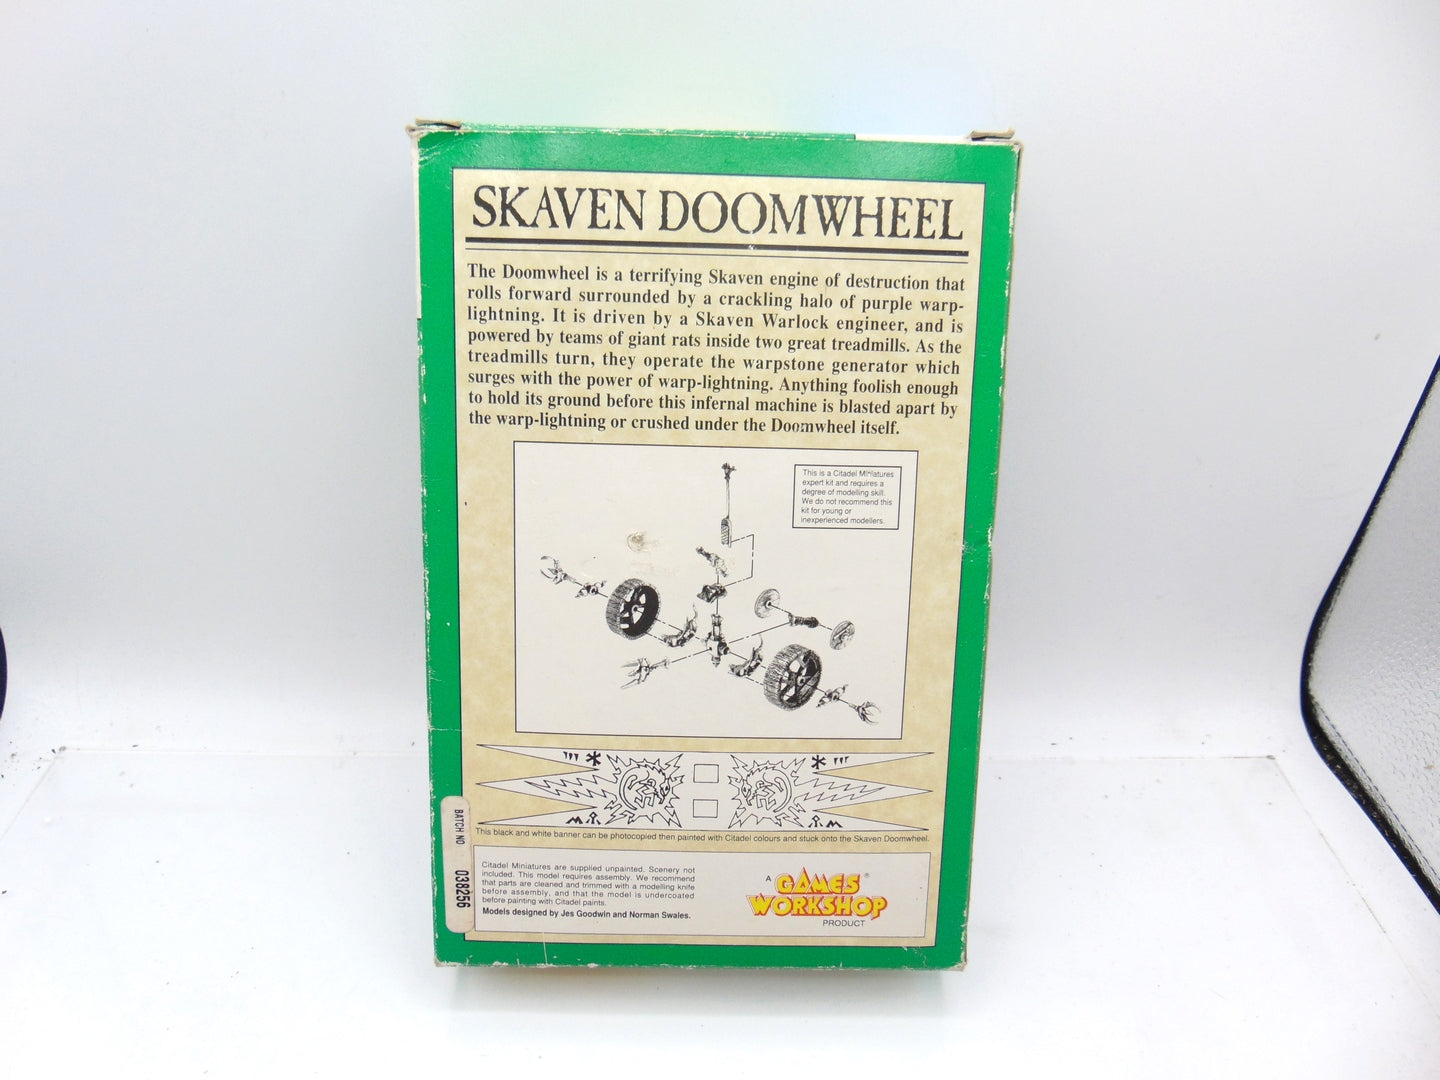 SKAVEN DOOMWHEEL
The Doomwheel is a terrifying Skaven engine of destruction that
rolls forward surrounded by a crackling halo of purple warp-
lightning. It is driven by a Skaven Warlock engineer, and is
powered by teams of giant rats inside two great treadmills. As the
treadmills turn, they operate the warpstone generator which
surges with the power of warp-lightning. Anything foolish enough
to hold its ground before this infernal machine is blasted apart by
the warp-lightning or crushed under the Doomwheel itself.
This is a Citadel Miniatures
expert kit and requires a
degree of modelling skill.
We do not recommend this
kit for young or
inexperienced modellers.
This black and white banner can be photocopied then painted with Citadel colours and stuck onto the Skaven Doomwheel.
BATCH NO 038256
Citadel Miniatures are supplied unpainted. Scenery not
included. This model requires assembly. We recommend
that parts are cleaned and trimmed with a modelling knife
before assembly, and that the model is undercoated
before painting with Citadel paints.
Models designed by Jes Goodwin and Norman Swales.
A GAMES®
WORKSHOP
PRODUCT